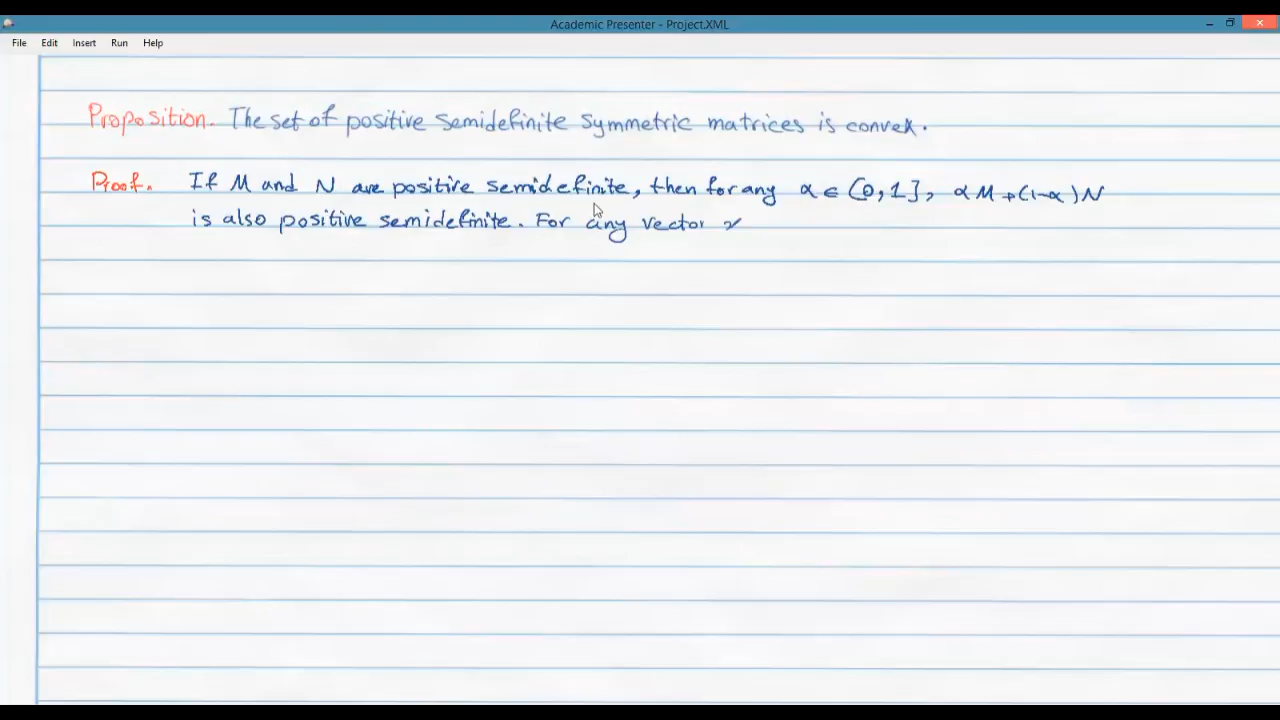 Academic Presenter - Project.XML
File Edit Insert Run Help
Proposition. The set of positive semidefinite symmetric matrices is convex.
Proof. If M and N are positive semidefinite, then for any α ∈ [0,1], αM+(1-α)N
is also positive semidefinite. For any vector x